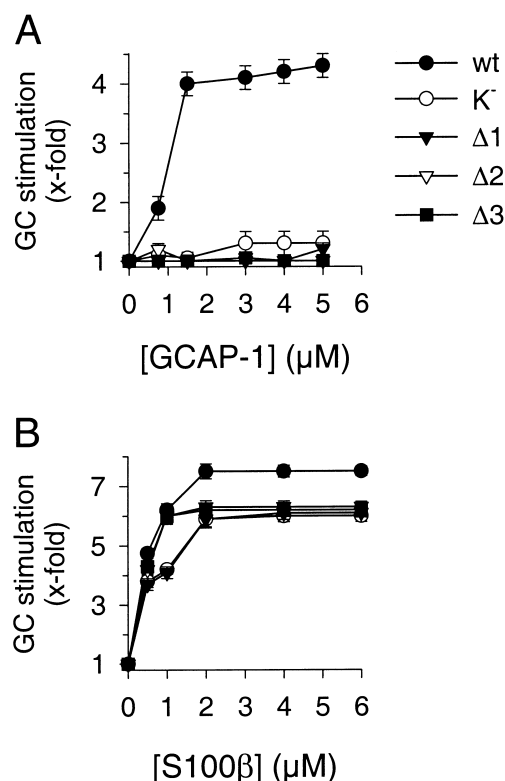 A
GC stimulation
(x-fold)
4
3
2
1
0 1 2 3 4 5 6
[GCAP-1] (µM)
wt
K⁻
Δ1
Δ2
Δ3
B
GC stimulation
(x-fold)
7
5
3
1
0 1 2 3 4 5 6
[S100β] (µM)